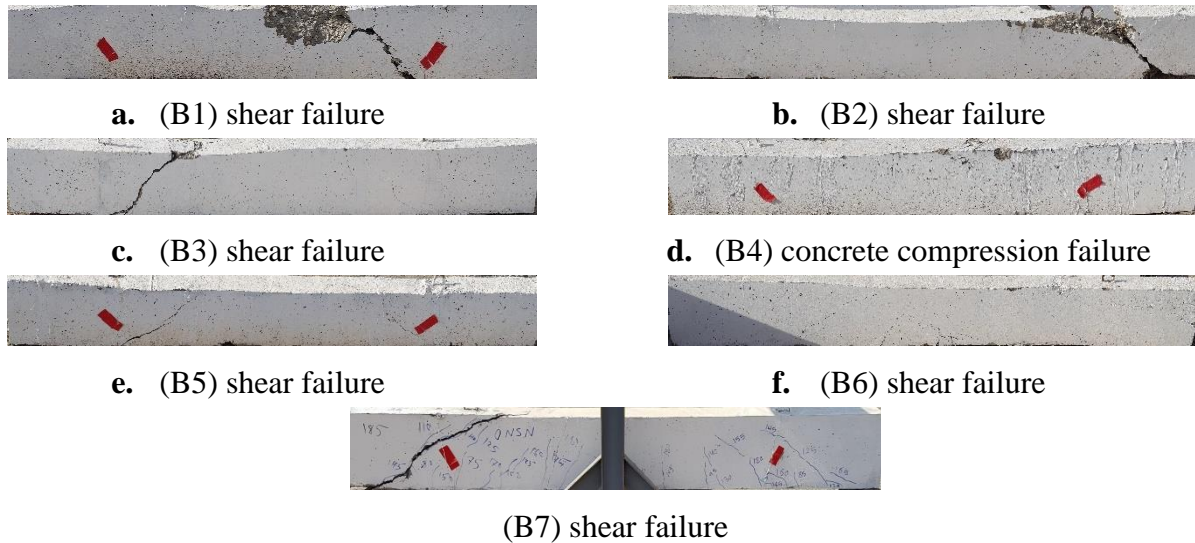 a. (B1) shear failure
b. (B2) shear failure
c. (B3) shear failure
d. (B4) concrete compression failure
e. (B5) shear failure
f. (B6) shear failure
185 116 ONSN
(B7) shear failure